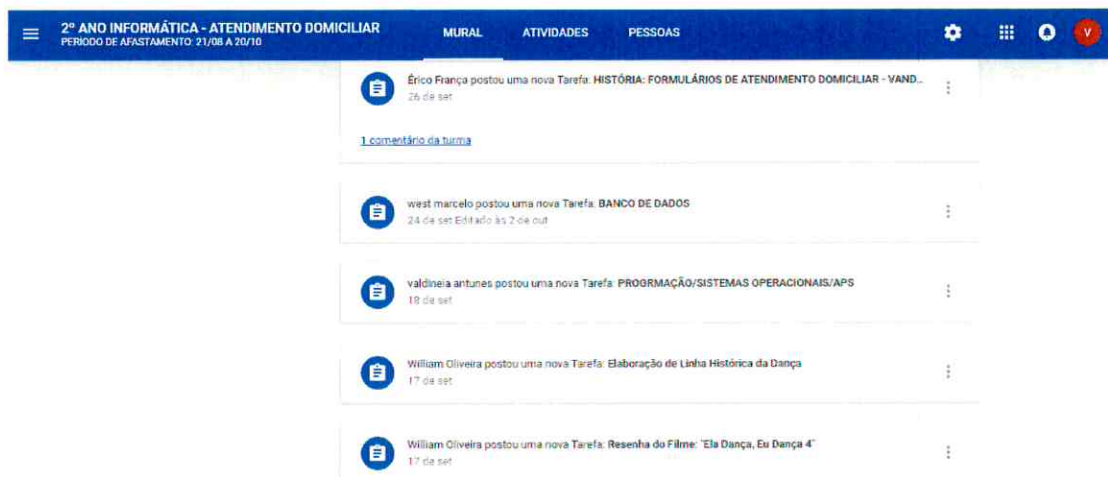 2º ANO INFORMÁTICA - ATENDIMENTO DOMICILIAR
PERÍODO DE AFASTAMENTO: 21/08 A 20/10
MURAL
ATIVIDADES
PESSOAS
V
Érico França postou uma nova Tarefa: HISTÓRIA: FORMULÁRIOS DE ATENDIMENTO DOMICILIAR - VAND...
26 de set
1 comentário da turma
west marcelo postou uma nova Tarefa: BANCO DE DADOS
24 de set Editado às 2 de out
valdineia antunes postou uma nova Tarefa: PROGRMAÇÃO/SISTEMAS OPERACIONAIS/APS
18 de set
William Oliveira postou uma nova Tarefa: Elaboração de Linha Histórica da Dança
17 de set
William Oliveira postou uma nova Tarefa: Resenha do Filme: "Ela Dança, Eu Dança 4"
17 de set